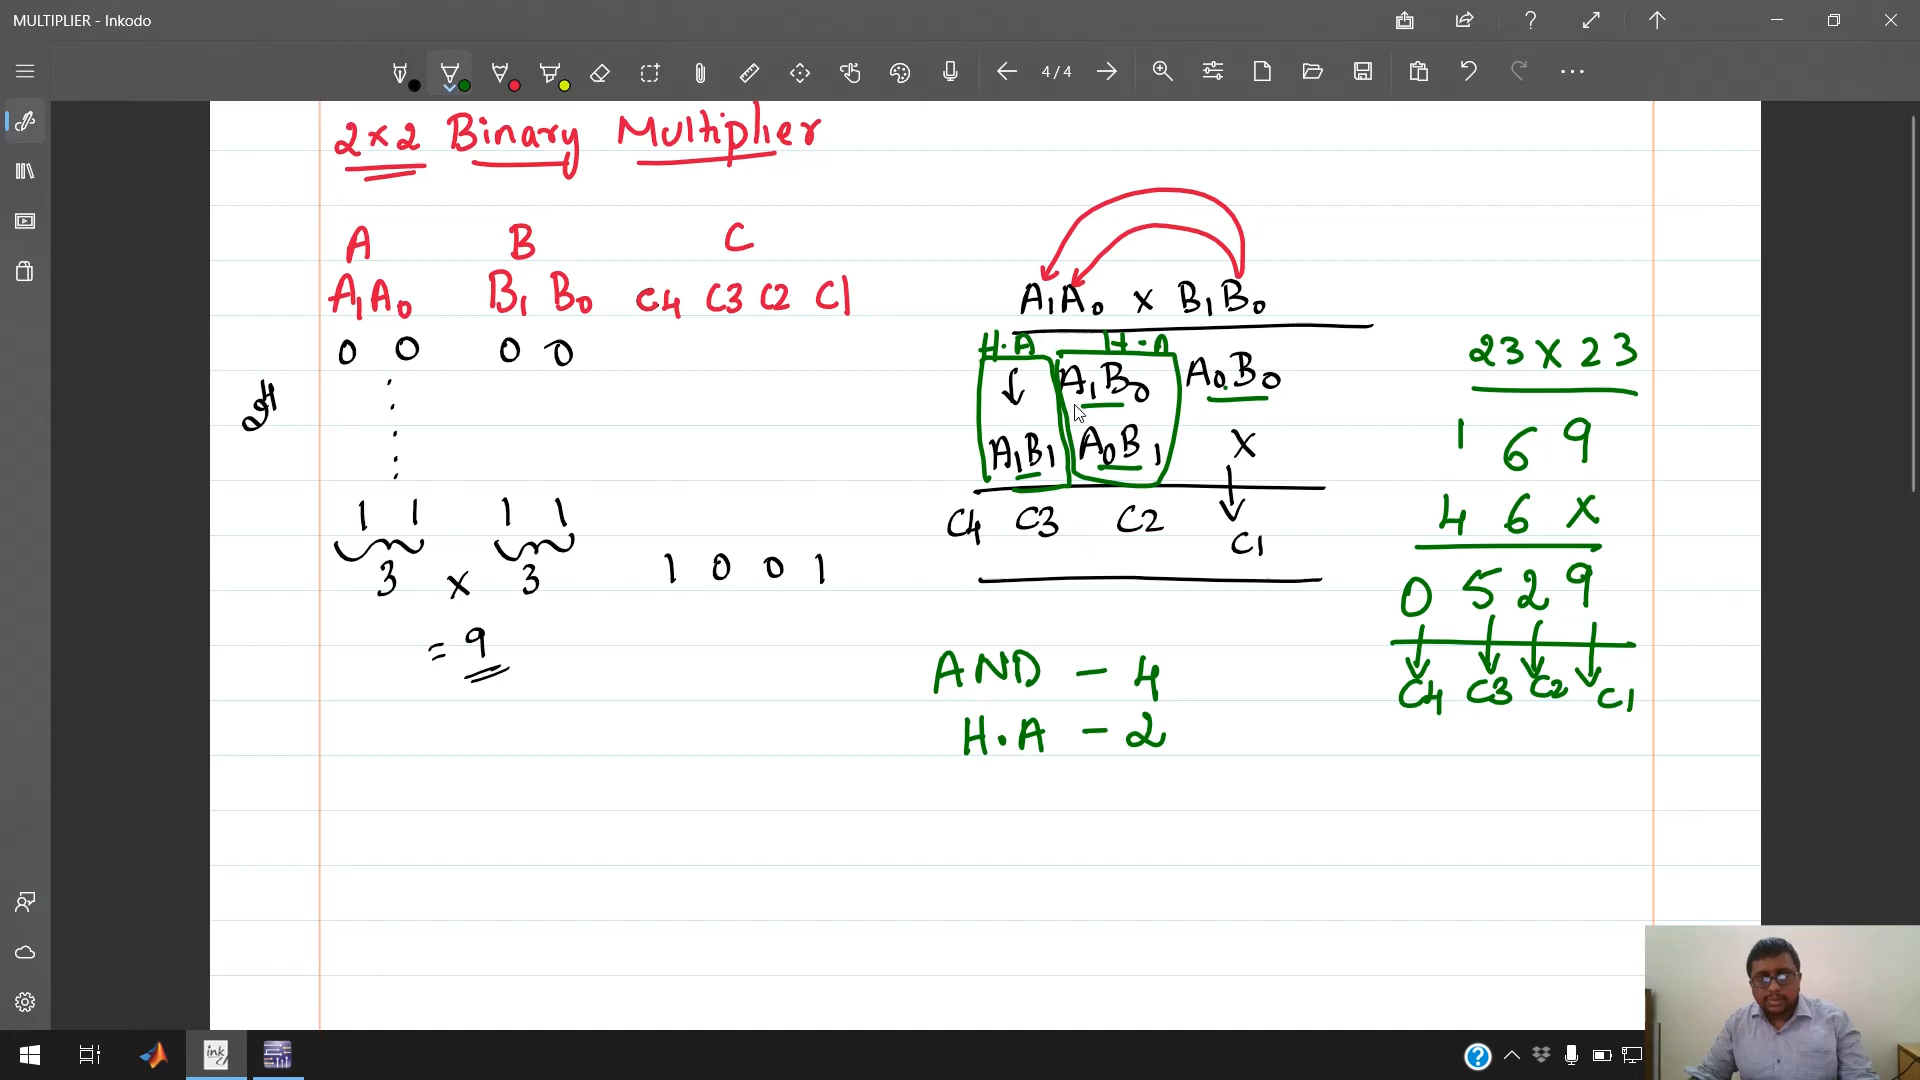 MULTIPLIER - Inkodo
4 / 4
2×2 Binary Multiplier
A B C
A1A0 B1 B0 C4 C3 C2 C1
0 0 0 0
1 1 1 1
3 x 3
1 0 0 1
= 9
A1A0 x B1B0
H.A H.A
A1B0 A0B0
A1B1 A0B1 X
C4 C3 C2
C1
AND - 4
H.A - 2
23 x 23
1 6 9
4 6 x
0 5 2 9
C4 C3 C2 C1
ink